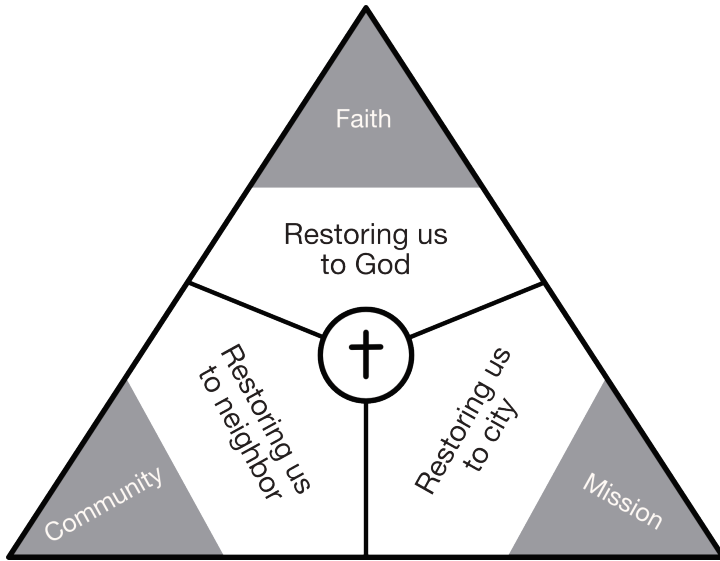 Faith
Restoring us
to God
Restoring us
to neighbor
Restoring us
to city
Community
Mission